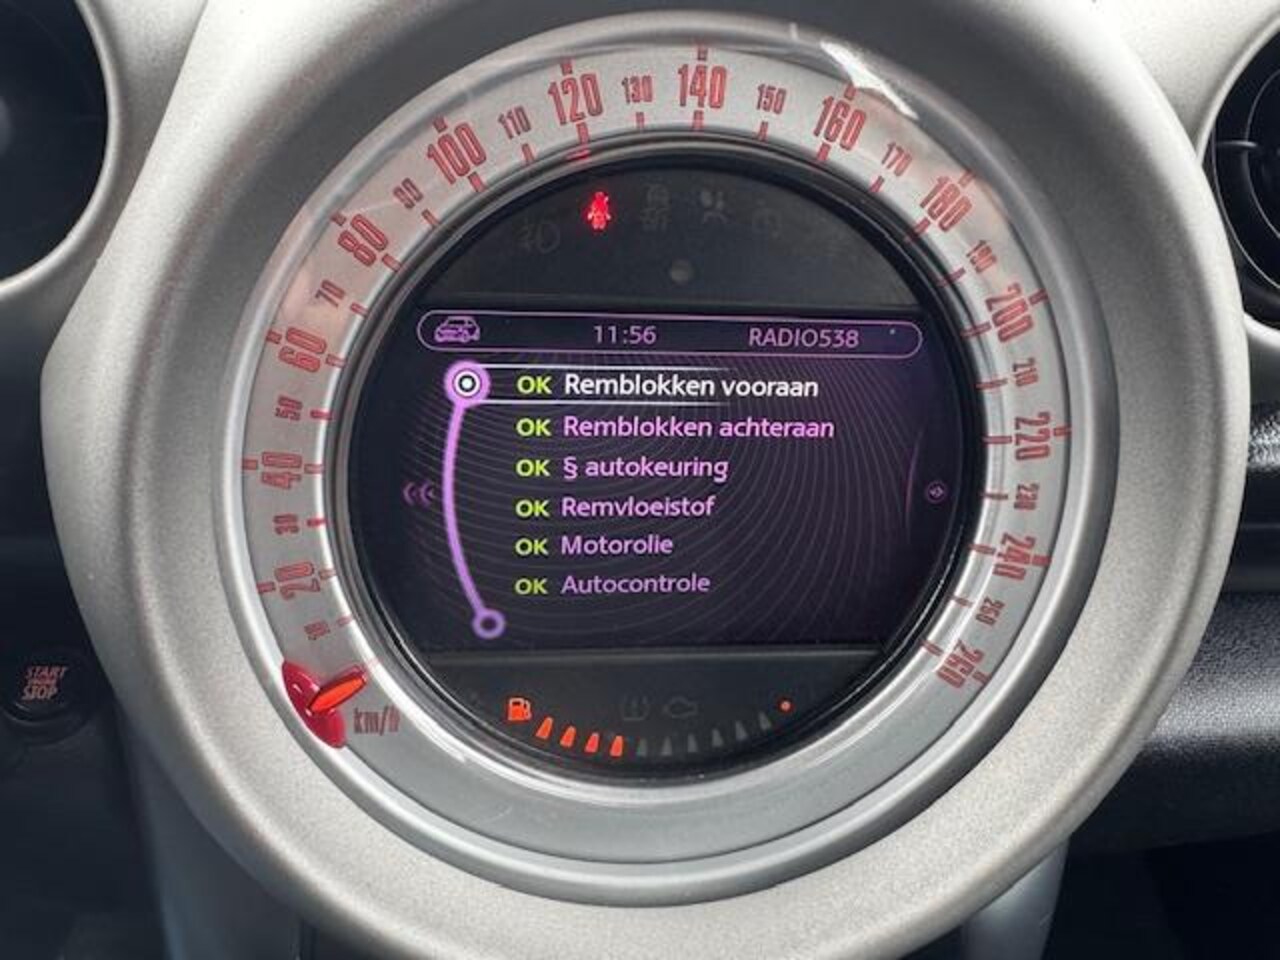 10
20
30
40
50
60
70
80
90
100
110
120
130
140
150
160
170
180
190
200
210
220
230
240
250
260
km/h
11:56 RADIO538
OK Remblokken vooraan
OK Remblokken achteraan
OK § autokeuring
OK Remvloeistof
OK Motorolie
OK Autocontrole
START
ENGINE
STOP